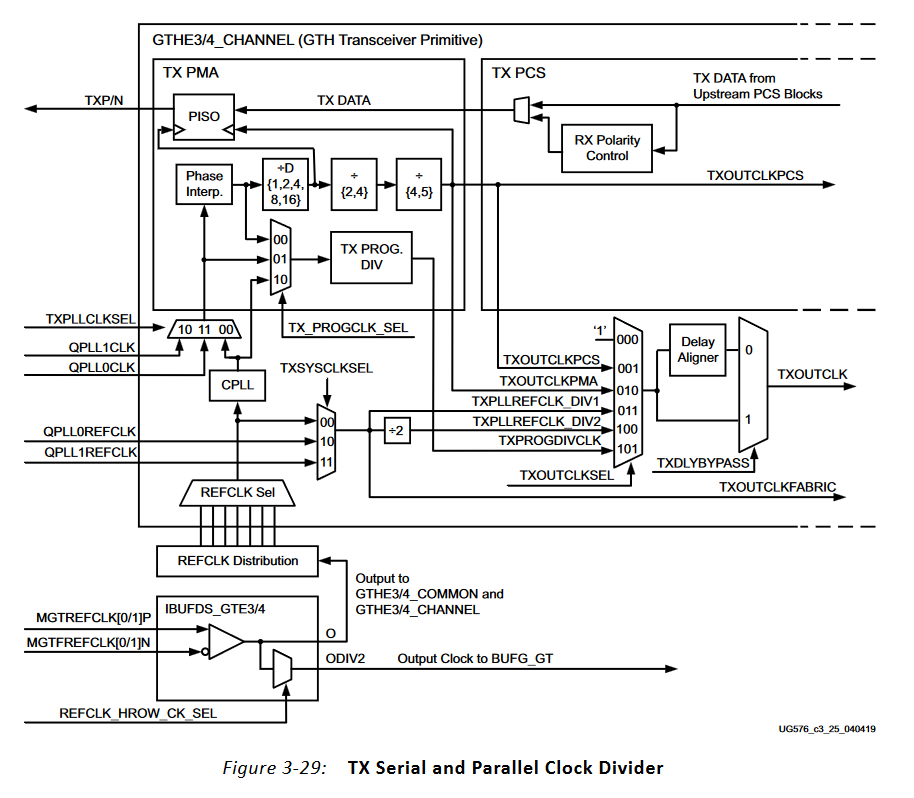 GTHE3/4_CHANNEL (GTH Transceiver Primitive)
TX PMA
TX PCS
TX DATA from
Upstream PCS Blocks
TXP/N
PISO
TX DATA
RX Polarity
Control
Phase
Interp.
÷D
{1,2,4,
8,16}
÷
{2,4}
÷
{4,5}
TXOUTCLKPCS
00
01
10
TX PROG.
DIV
TXPLLCLKSEL
10 11 00
TX_PROGCLK_SEL
QPLL1CLK
QPLL0CLK
CPLL
TXSYSCLKSEL
‘1’
000
TXOUTCLKPCS
001
TXOUTCLKPMA
010
TXPLLREFCLK_DIV1
011
TXPLLREFCLK_DIV2
100
TXPROGDIVCLK
101
Delay
Aligner
0
1
TXOUTCLK
QPLL0REFCLK
QPLL1REFCLK
00
10
11
÷2
TXOUTCLKSEL
TXDLYBYPASS
TXOUTCLKFABRIC
REFCLK Sel
REFCLK Distribution
Output to
GTHE3/4_COMMON and
GTHE3/4_CHANNEL
IBUFDS_GTE3/4
MGTREFCLK[0/1]P
MGTFREFCLK[0/1]N
O
ODIV2
Output Clock to BUFG_GT
REFCLK_HROW_CK_SEL
UG576_c3_25_040419
Figure 3-29: TX Serial and Parallel Clock Divider